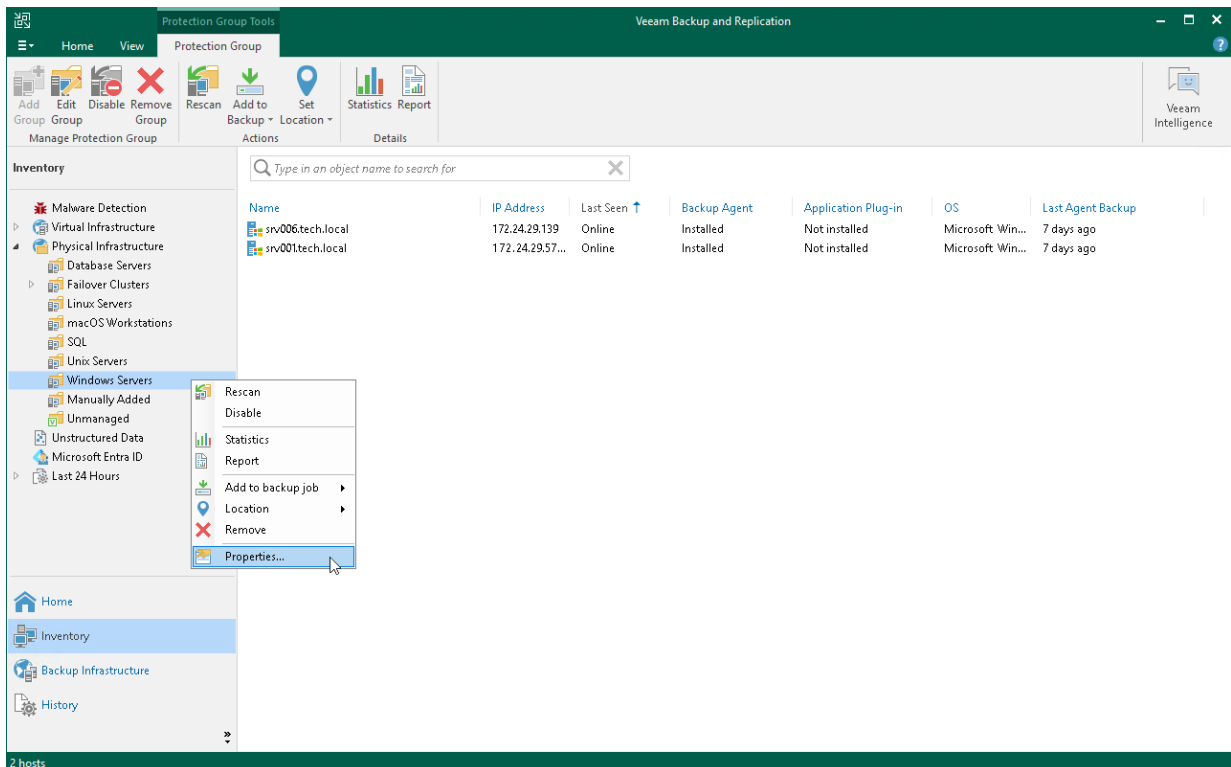 Protection Group Tools
Veeam Backup and Replication
Home View Protection Group
Add Group
Edit Group
Disable
Remove Group
Rescan
Add to Backup
Set Location
Statistics
Report
Veeam Intelligence
Manage Protection Group
Actions
Details
Inventory
Type in an object name to search for
Malware Detection
Virtual Infrastructure
Physical Infrastructure
Database Servers
Failover Clusters
Linux Servers
macOS Workstations
SQL
Unix Servers
Windows Servers
Manually Added
Unmanaged
Unstructured Data
Microsoft Entra ID
Last 24 Hours
Name IP Address Last Seen Backup Agent Application Plug-in OS Last Agent Backup
srv006.tech.local 172.24.29.139 Online Installed Not installed Microsoft Win... 7 days ago
srv001.tech.local 172.24.29.57... Online Installed Not installed Microsoft Win... 7 days ago
Rescan
Disable
Statistics
Report
Add to backup job
Location
Remove
Properties...
Home
Inventory
Backup Infrastructure
History
2 hosts